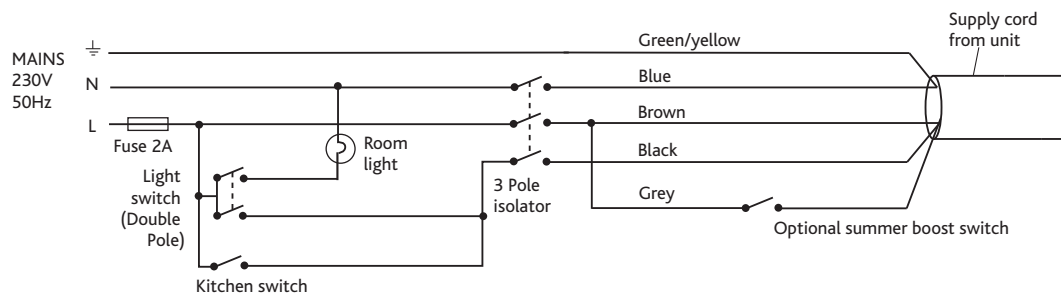 Supply cord
from unit
MAINS
230V
50Hz
Green/yellow
N
Blue
L
Fuse 2A
Brown
Room
light
Black
Light
switch
(Double
Pole)
3 Pole
isolator
Grey
Optional summer boost switch
Kitchen switch